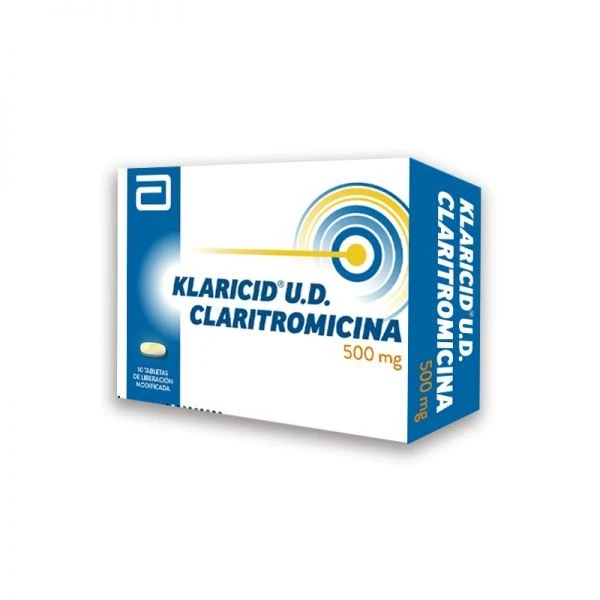 KLARICID® U.D.
CLARITROMICINA
500 mg
10 TABLETAS
DE LIBERACIÓN
MODIFICADA
KLARICID® U.D.
CLARITROMICINA
500 mg